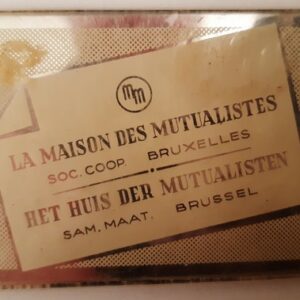 MM
LA MAISON DES MUTUALISTES
SOC. COOP BRUXELLES
HET HUIS DER MUTUALISTEN
SAM. MAAT. BRUSSEL